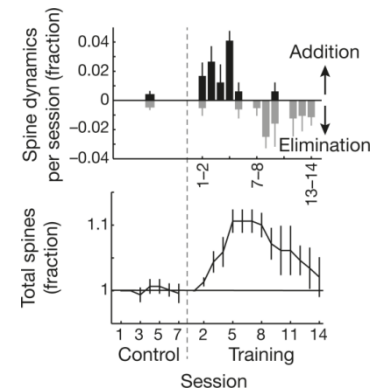 Spine dynamics
per session (fraction)
0.04
0.02
0
−0.02
−0.04
Addition
Elimination
1–2
7–8
13–14
Total spines
(fraction)
1.1
1
1 3 5 7 2 5 8 11 14
Control Training
Session